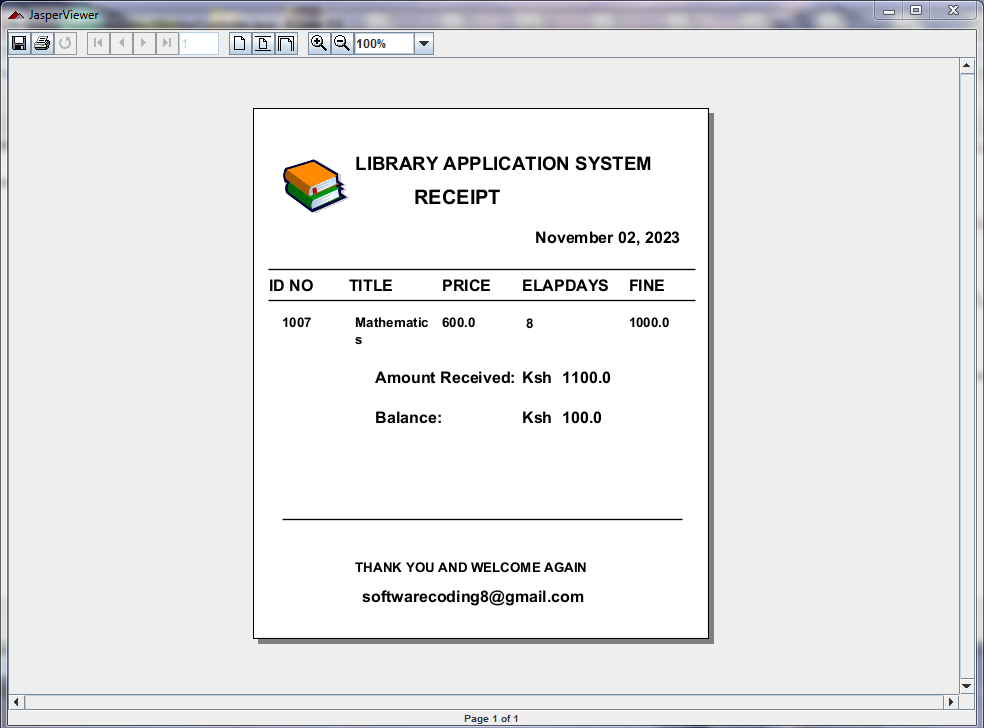 JasperViewer
1
100%
LIBRARY APPLICATION SYSTEM
RECEIPT
November 02, 2023
ID NO TITLE PRICE ELAPDAYS FINE
1007 Mathematic 600.0 8 1000.0
s
Amount Received: Ksh 1100.0
Balance: Ksh 100.0
THANK YOU AND WELCOME AGAIN
softwarecoding8@gmail.com
Page 1 of 1